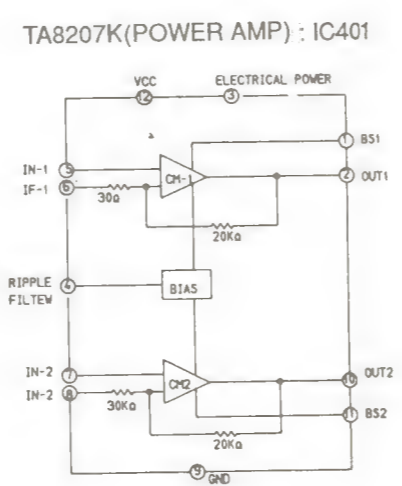 TA8207K(POWER AMP) : IC401
VCC
ELECTRICAL POWER
12
3
1
BS1
IN-1
5
CM-1
2
OUT1
IF-1
6
30Ω
20KΩ
RIPPLE
FILTEW
4
BIAS
IN-2
7
CM2
OUT2
10
IN-2
8
30KΩ
11
BS2
20KΩ
9
GND